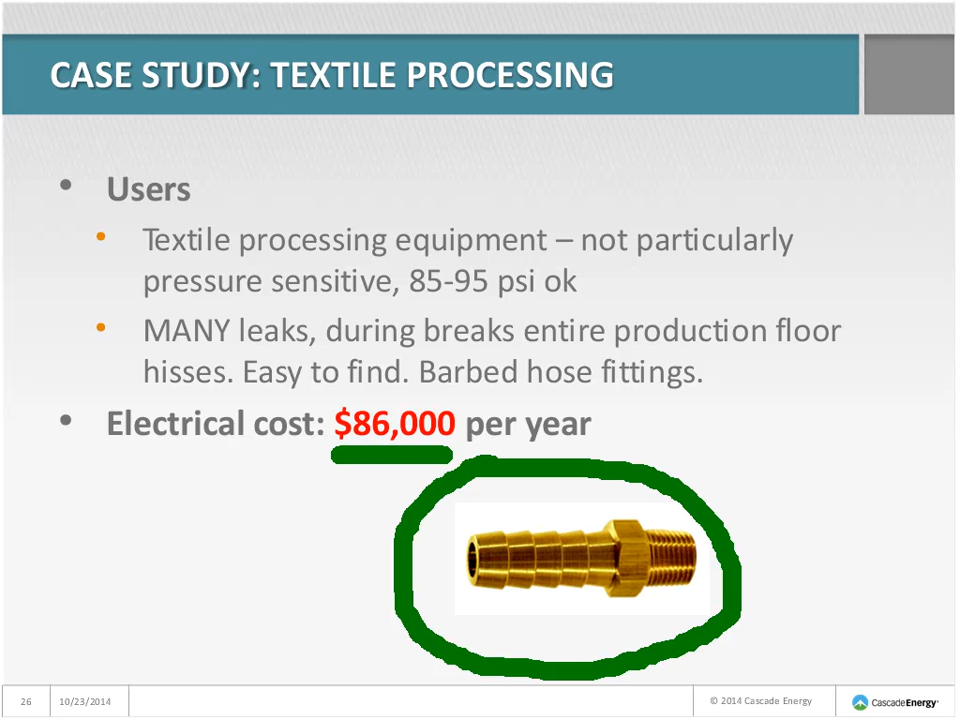 CASE STUDY: TEXTILE PROCESSING
• Users
• Textile processing equipment – not particularly
pressure sensitive, 85-95 psi ok
• MANY leaks, during breaks entire production floor
hisses. Easy to find. Barbed hose fittings.
• Electrical cost: $86,000 per year
26
10/23/2014
© 2014 Cascade Energy
CascadeEnergy